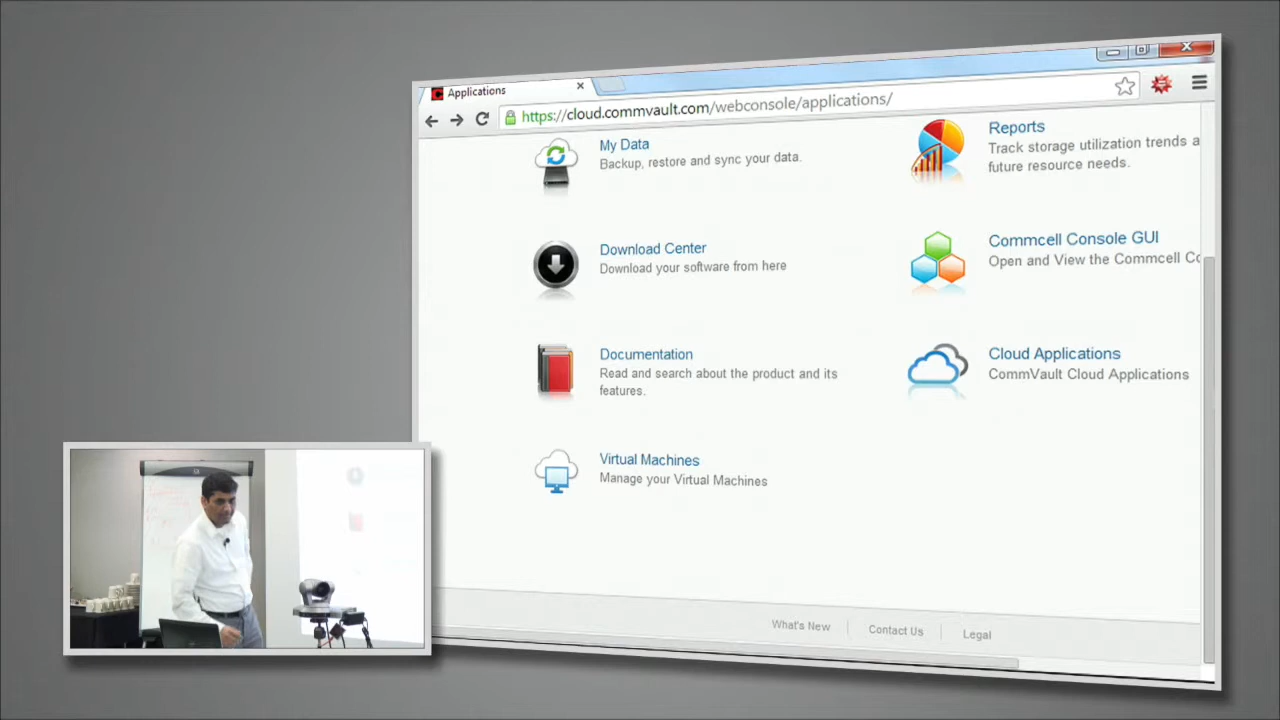 Applications
https://cloud.commvault.com/webconsole/applications/
My Data
Backup, restore and sync your data.
Reports
Track storage utilization trends a
future resource needs.
Download Center
Download your software from here
Commcell Console GUI
Open and View the Commcell Co
Documentation
Read and search about the product and its
features.
Cloud Applications
CommVault Cloud Applications
Virtual Machines
Manage your Virtual Machines
What's New
Contact Us
Legal